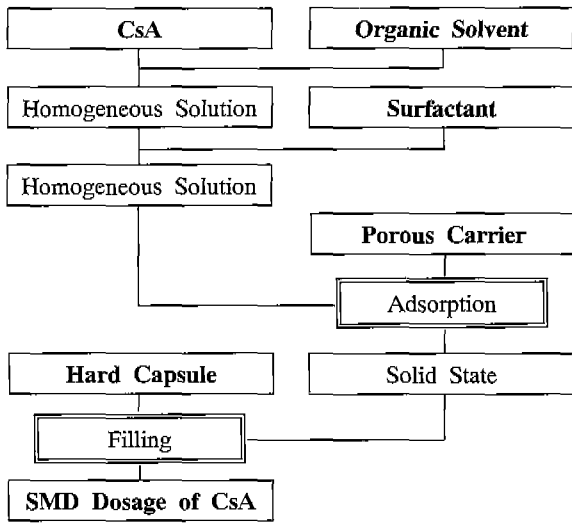 CsA
Organic Solvent
Homogeneous Solution
Surfactant
Homogeneous Solution
Porous Carrier
Adsorption
Hard Capsule
Solid State
Filling
SMD Dosage of CsA